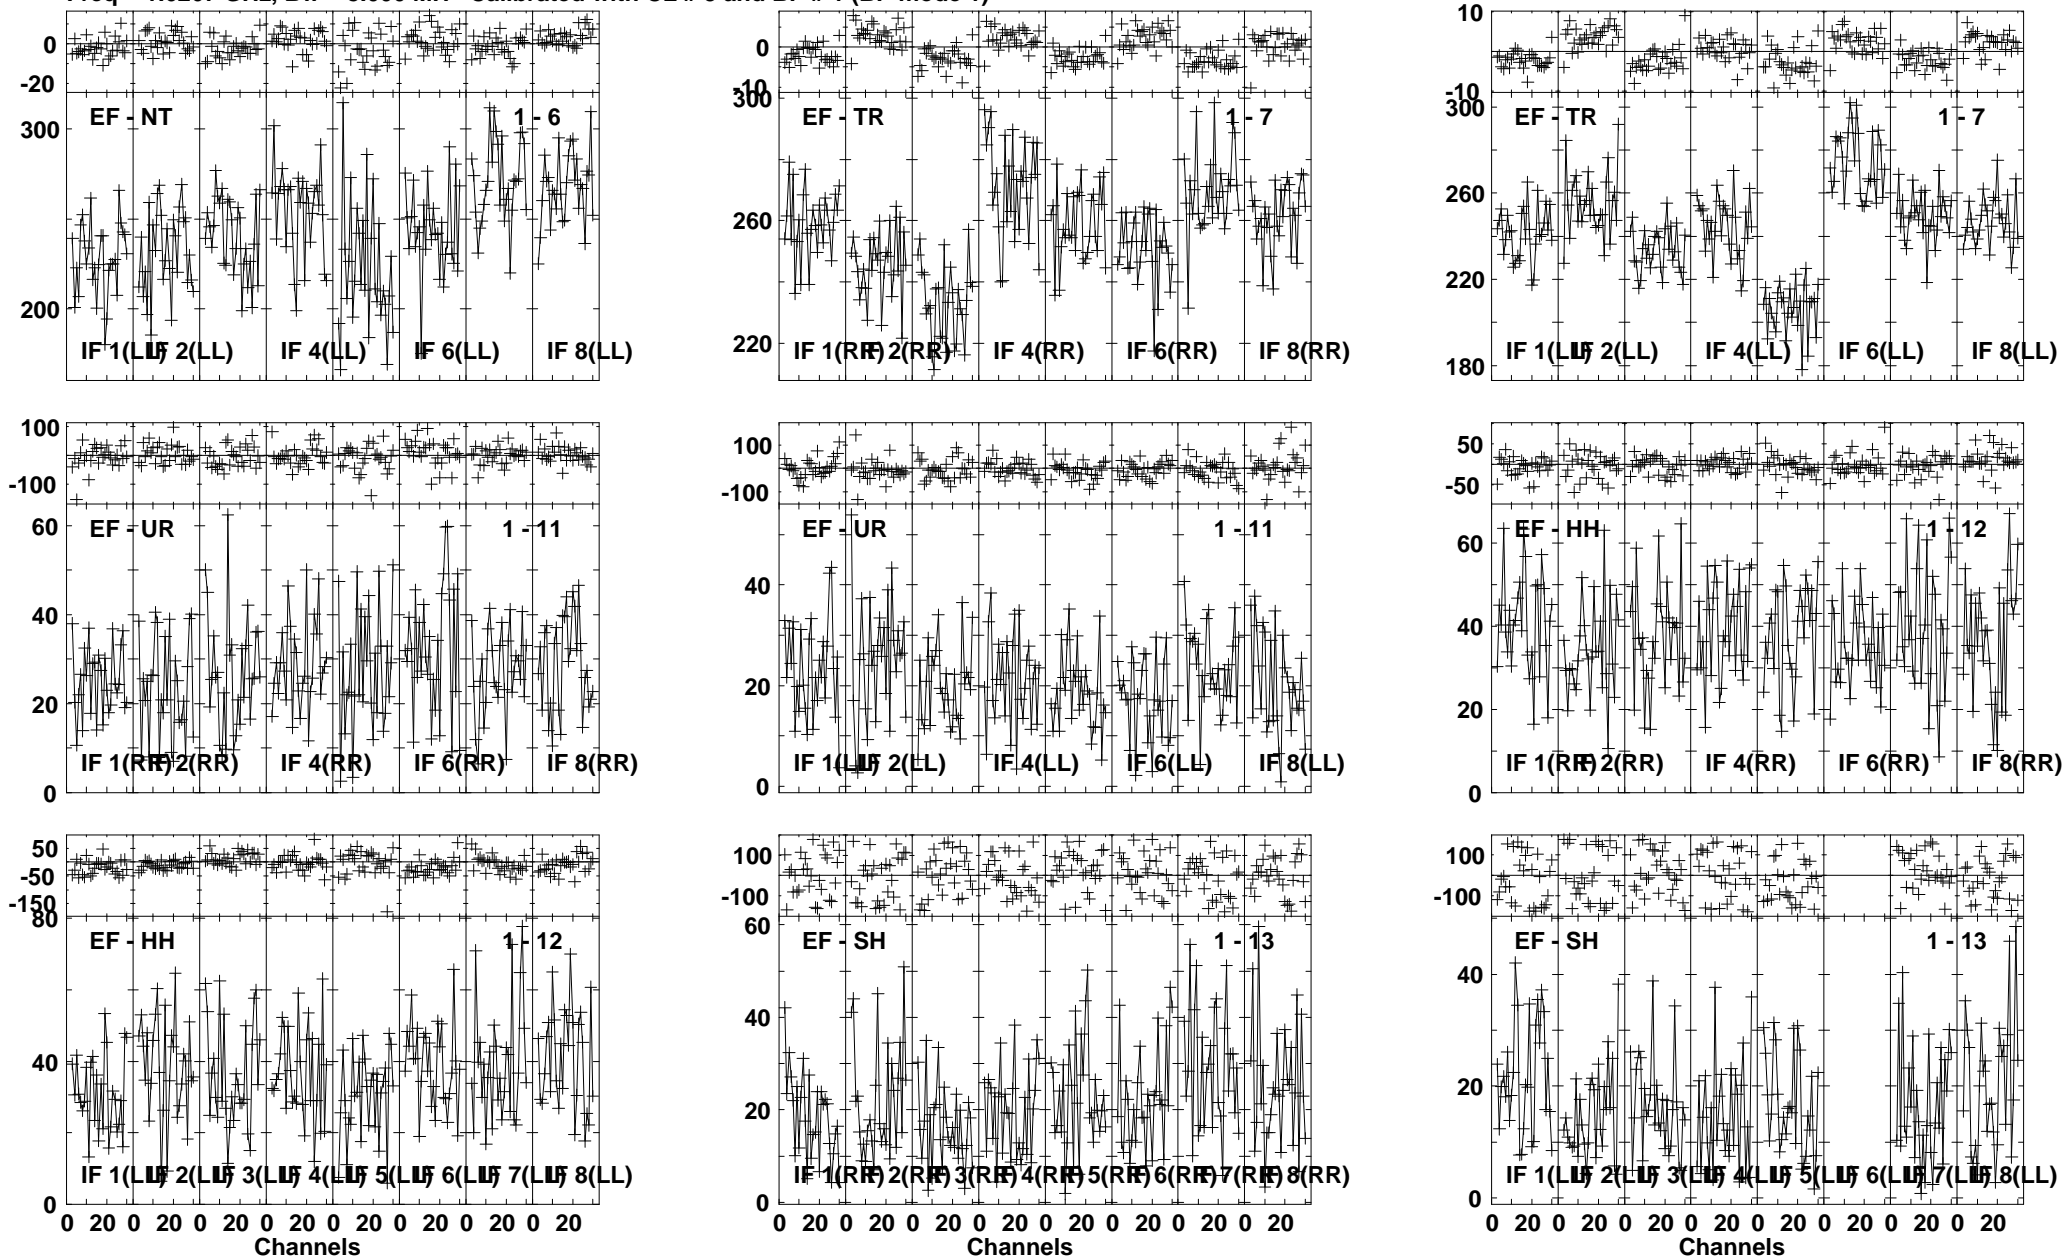 0
-20
300
200
EF - NT
1 - 6
IF 1(LL)
IF 2(LL)
IF 4(LL)
IF 6(LL)
IF 8(LL)
0
-10
300
260
220
EF - TR
1 - 7
IF 1(RR)
IF 2(RR)
IF 4(RR)
IF 6(RR)
IF 8(RR)
10
0
-10
300
260
220
180
EF - TR
1 - 7
IF 1(LL)
IF 2(LL)
IF 4(LL)
IF 6(LL)
IF 8(LL)
100
-100
60
40
20
0
EF - UR
1 - 11
IF 1(RR)
IF 2(RR)
IF 4(RR)
IF 6(RR)
IF 8(RR)
100
-100
40
20
0
EF - UR
1 - 11
IF 1(LL)
IF 2(LL)
IF 4(LL)
IF 6(LL)
IF 8(LL)
50
-50
60
40
20
0
EF - HH
1 - 12
IF 1(RR)
IF 2(RR)
IF 4(RR)
IF 6(RR)
IF 8(RR)
50
-50
-150
80
40
0
EF - HH
1 - 12
IF 1(LL)
IF 2(LL)
IF 3(LL)
IF 4(LL)
IF 5(LL)
IF 6(LL)
IF 7(LL)
IF 8(LL)
0 20 0 20 0 20 0 20 0 20 0 20 0 20 0 20
Channels
100
-100
60
40
20
0
EF - SH
1 - 13
IF 1(RR)
IF 2(RR)
IF 3(RR)
IF 4(RR)
IF 5(RR)
IF 6(RR)
IF 7(RR)
IF 8(RR)
0 20 0 20 0 20 0 20 0 20 0 20 0 20 0 20
Channels
100
-100
40
20
0
EF - SH
1 - 13
IF 1(LL)
IF 2(LL)
IF 3(LL)
IF 4(LL)
IF 5(LL)
IF 6(LL)
IF 7(LL)
IF 8(LL)
0 20 0 20 0 20 0 20 0 20 0 20 0 20 0 20
Channels